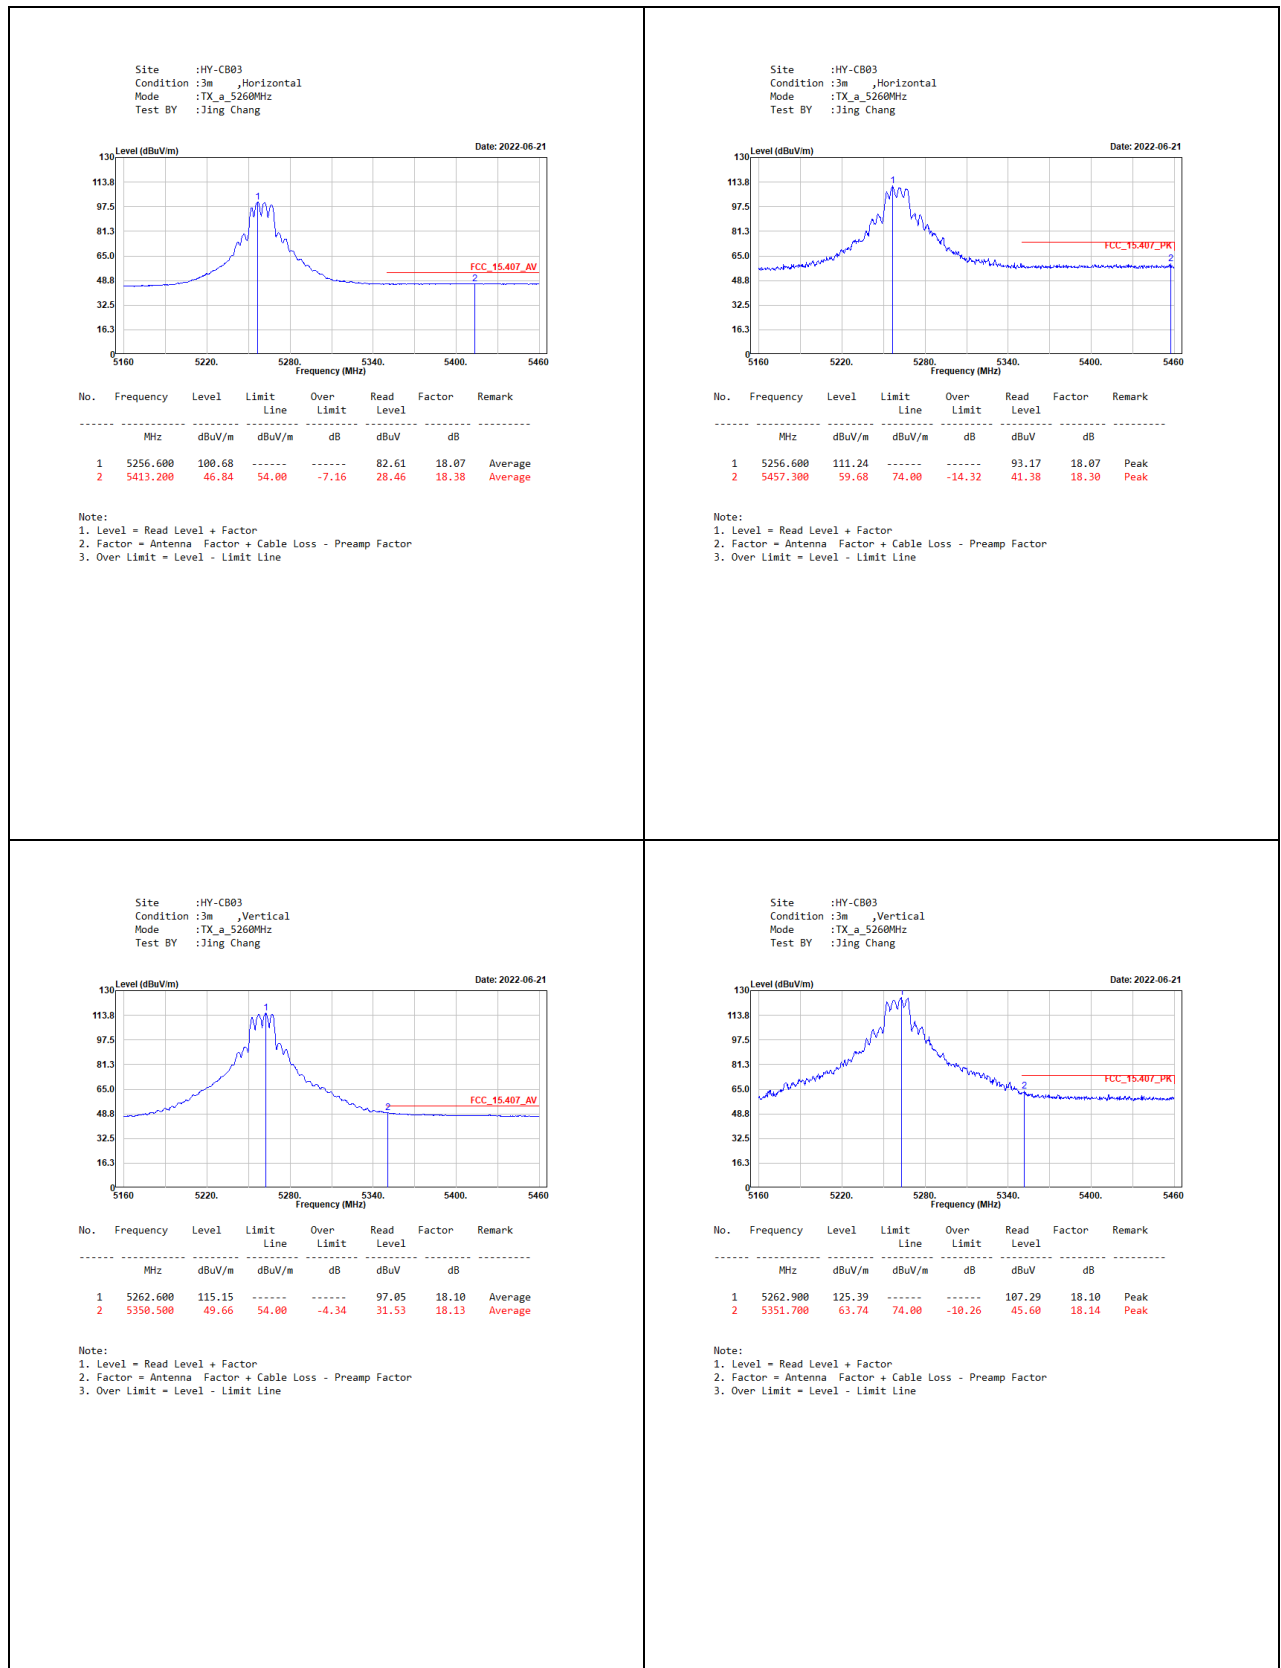 Site :HY-CB03
Condition :3m ,Horizontal
Mode :TX_a_5260MHz
Test BY :Jing Chang
Level (dBuV/m) Date: 2022-06-21
130
113.8
97.5
81.3
65.0
48.8
32.5
16.3
0
1
FCC_15.407_AV
2
5160 5220. 5280. 5340. 5400. 5460
Frequency (MHz)
No. Frequency Level Limit Over Read Factor Remark
Line Limit Level
------ ----------- -------- -------- -------- -------- -------- ---------
MHz dBuV/m dBuV/m dB dBuV dB
1 5256.600 100.68 ------ ------ 82.61 18.07 Average
2 5413.200 46.84 54.00 -7.16 28.46 18.38 Average
Note:
1. Level = Read Level + Factor
2. Factor = Antenna Factor + Cable Loss - Preamp Factor
3. Over Limit = Level - Limit Line
Site :HY-CB03
Condition :3m ,Horizontal
Mode :TX_a_5260MHz
Test BY :Jing Chang
Level (dBuV/m) Date: 2022-06-21
130
113.8
97.5
81.3
65.0
48.8
32.5
16.3
0
1
FCC_15.407_PK
2
5160 5220. 5280. 5340. 5400. 5460
Frequency (MHz)
No. Frequency Level Limit Over Read Factor Remark
Line Limit Level
------ ----------- -------- -------- -------- -------- -------- ---------
MHz dBuV/m dBuV/m dB dBuV dB
1 5256.600 111.24 ------ ------ 93.17 18.07 Peak
2 5457.300 59.68 74.00 -14.32 41.38 18.30 Peak
Note:
1. Level = Read Level + Factor
2. Factor = Antenna Factor + Cable Loss - Preamp Factor
3. Over Limit = Level - Limit Line
Site :HY-CB03
Condition :3m ,Vertical
Mode :TX_a_5260MHz
Test BY :Jing Chang
Level (dBuV/m) Date: 2022-06-21
130
113.8
97.5
81.3
65.0
48.8
32.5
16.3
0
1
FCC_15.407_AV
2
5160 5220. 5280. 5340. 5400. 5460
Frequency (MHz)
No. Frequency Level Limit Over Read Factor Remark
Line Limit Level
------ ----------- -------- -------- -------- -------- -------- ---------
MHz dBuV/m dBuV/m dB dBuV dB
1 5262.600 115.15 ------ ------ 97.05 18.10 Average
2 5350.500 49.66 54.00 -4.34 31.53 18.13 Average
Note:
1. Level = Read Level + Factor
2. Factor = Antenna Factor + Cable Loss - Preamp Factor
3. Over Limit = Level - Limit Line
Site :HY-CB03
Condition :3m ,Vertical
Mode :TX_a_5260MHz
Test BY :Jing Chang
Level (dBuV/m) Date: 2022-06-21
130
113.8
97.5
81.3
65.0
48.8
32.5
16.3
0
1
FCC_15.407_PK
2
5160 5220. 5280. 5340. 5400. 5460
Frequency (MHz)
No. Frequency Level Limit Over Read Factor Remark
Line Limit Level
------ ----------- -------- -------- -------- -------- -------- ---------
MHz dBuV/m dBuV/m dB dBuV dB
1 5262.900 125.39 ------ ------ 107.29 18.10 Peak
2 5351.700 63.74 74.00 -10.26 45.60 18.14 Peak
Note:
1. Level = Read Level + Factor
2. Factor = Antenna Factor + Cable Loss - Preamp Factor
3. Over Limit = Level - Limit Line